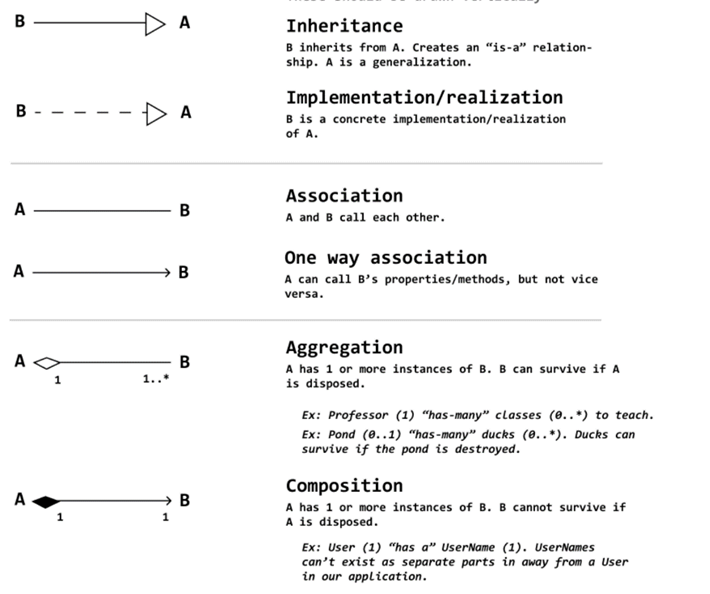 B A Inheritance
B inherits from A. Creates an “is-a” relation-
ship. A is a generalization.
B A Implementation/realization
B is a concrete implementation/realization
of A.
A B Association
A and B call each other.
A B One way association
A can call B’s properties/methods, but not vice
versa.
A B Aggregation
1 1..* A has 1 or more instances of B. B can survive if A
is disposed.
Ex: Professor (1) “has-many” classes (0..*) to teach.
Ex: Pond (0..1) “has-many” ducks (0..*). Ducks can
survive if the pond is destroyed.
A B Composition
1 1 A has 1 or more instances of B. B cannot survive if
A is disposed.
Ex: User (1) “has a” UserName (1). UserNames
can’t exist as separate parts in away from a User
in our application.